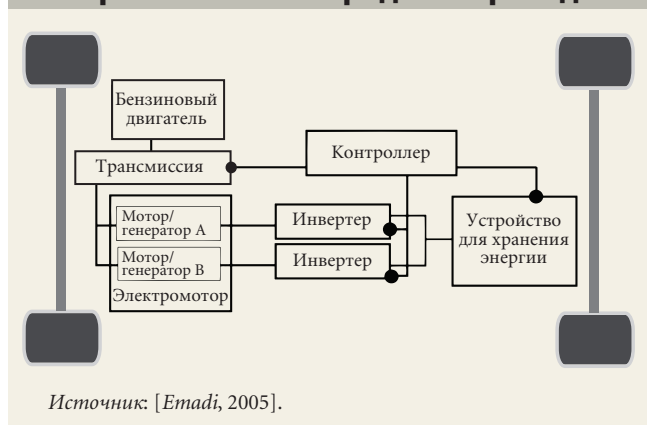 Бензиновый
двигатель
Трансмиссия
Контроллер
Мотор/
генератор А
Инвертер
Мотор/
генератор В
Инвертер
Электромотор
Устройство
для хранения
энергии
Источник: [Emadi, 2005].